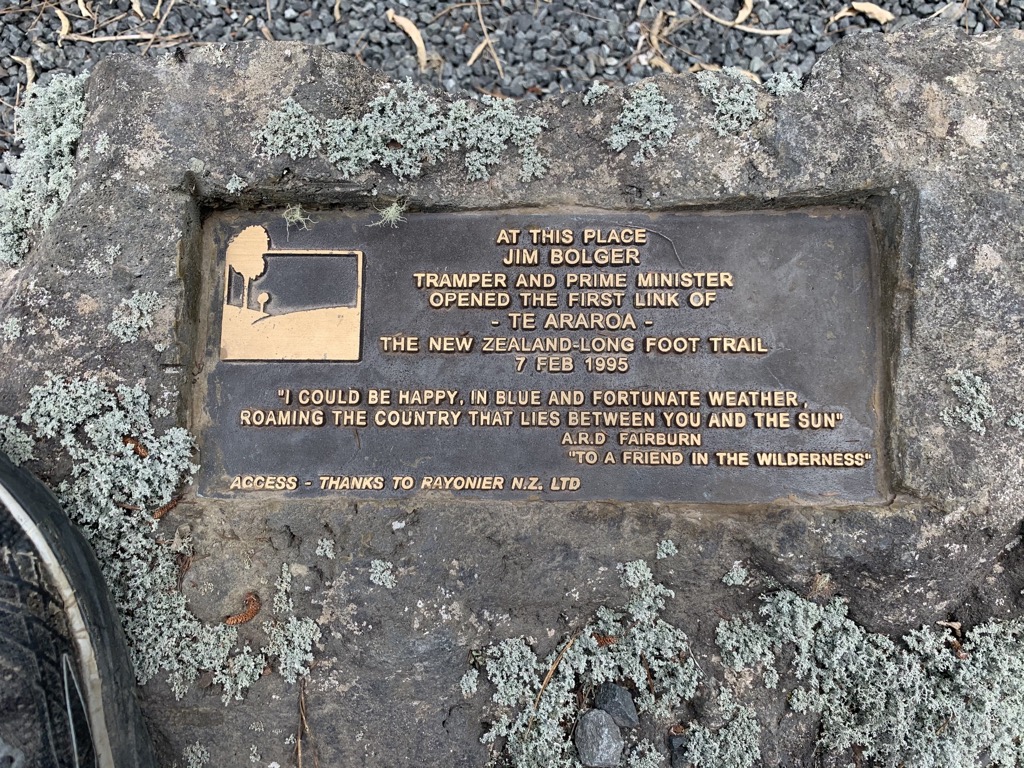 AT THIS PLACE
JIM BOLGER
TRAMPER AND PRIME MINISTER
OPENED THE FIRST LINK OF
- TE ARAROA -
THE NEW ZEALAND-LONG FOOT TRAIL
7 FEB 1995
"I COULD BE HAPPY, IN BLUE AND FORTUNATE WEATHER,
ROAMING THE COUNTRY THAT LIES BETWEEN YOU AND THE SUN"
A.R.D FAIRBURN
"TO A FRIEND IN THE WILDERNESS"
ACCESS - THANKS TO RAYONIER N.Z. LTD